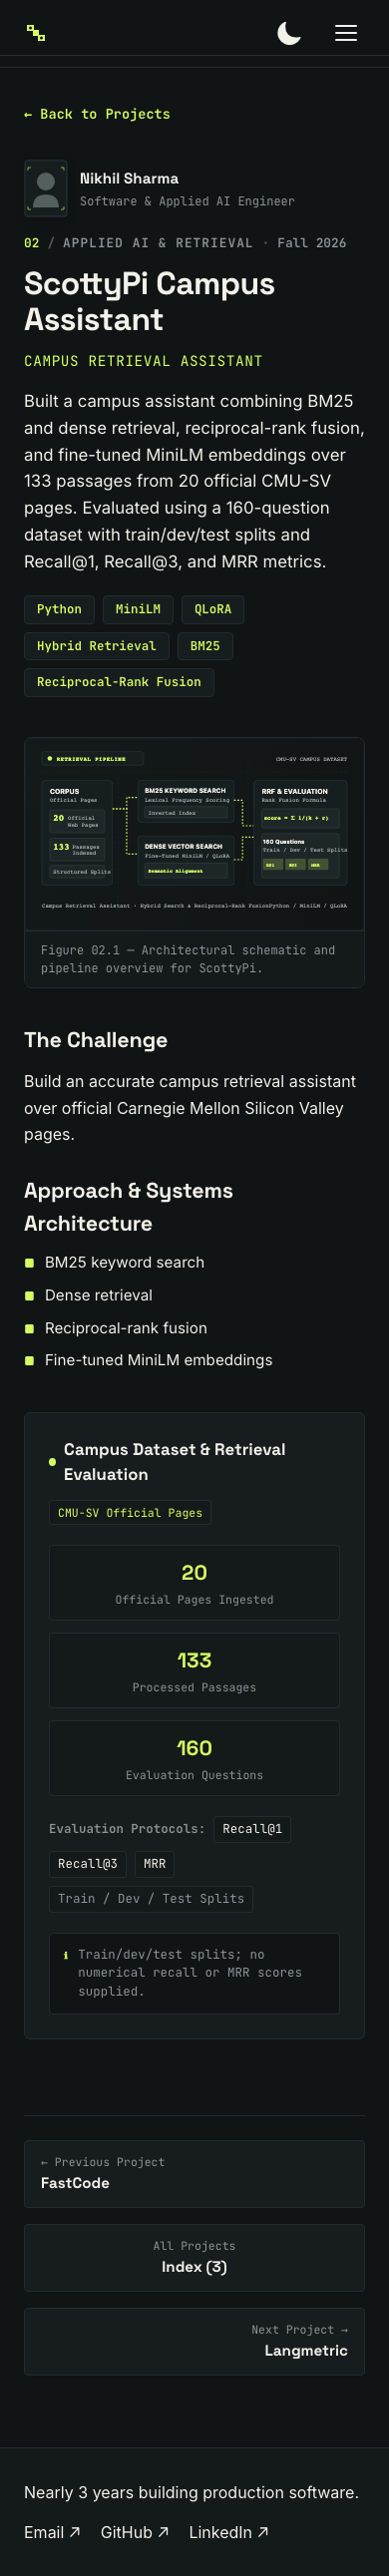 ← Back to Projects
Nikhil Sharma
Software & Applied AI Engineer
02 / APPLIED AI & RETRIEVAL · Fall 2026
ScottyPi Campus
Assistant
CAMPUS RETRIEVAL ASSISTANT
Built a campus assistant combining BM25
and dense retrieval, reciprocal-rank fusion,
and fine-tuned MiniLM embeddings over
133 passages from 20 official CMU-SV
pages. Evaluated using a 160-question
dataset with train/dev/test splits and
Recall@1, Recall@3, and MRR metrics.
Python MiniLM QLoRA
Hybrid Retrieval BM25
Reciprocal-Rank Fusion
RETRIEVAL PIPELINE CMU-SV CAMPUS DATASET
CORPUS
Official Pages
20 Official
Web Pages
133 Passages
Indexed
Structured Splits
BM25 KEYWORD SEARCH
Lexical Frequency Scoring
Inverted Index
DENSE VECTOR SEARCH
Fine-Tuned MiniLM / QLoRA
Semantic Alignment
RRF & EVALUATION
Rank Fusion Formula
score = Σ 1/(k + r)
160 Questions
Train / Dev / Test Splits
MRR
Campus Retrieval Assistant · Hybrid Search & Reciprocal-Rank FusionPython / MiniLM / QLoRA
Figure 02.1 — Architectural schematic and
pipeline overview for ScottyPi.
The Challenge
Build an accurate campus retrieval assistant
over official Carnegie Mellon Silicon Valley
pages.
Approach & Systems
Architecture
BM25 keyword search
Dense retrieval
Reciprocal-rank fusion
Fine-tuned MiniLM embeddings
Campus Dataset & Retrieval
Evaluation
CMU-SV Official Pages
20
Official Pages Ingested
133
Processed Passages
160
Evaluation Questions
Evaluation Protocols: Recall@1
Recall@3 MRR
Train / Dev / Test Splits
i Train/dev/test splits; no
numerical recall or MRR scores
supplied.
← Previous Project
FastCode
All Projects
Index (3)
Next Project →
Langmetric
Nearly 3 years building production software.
Email ↗ GitHub ↗ LinkedIn ↗